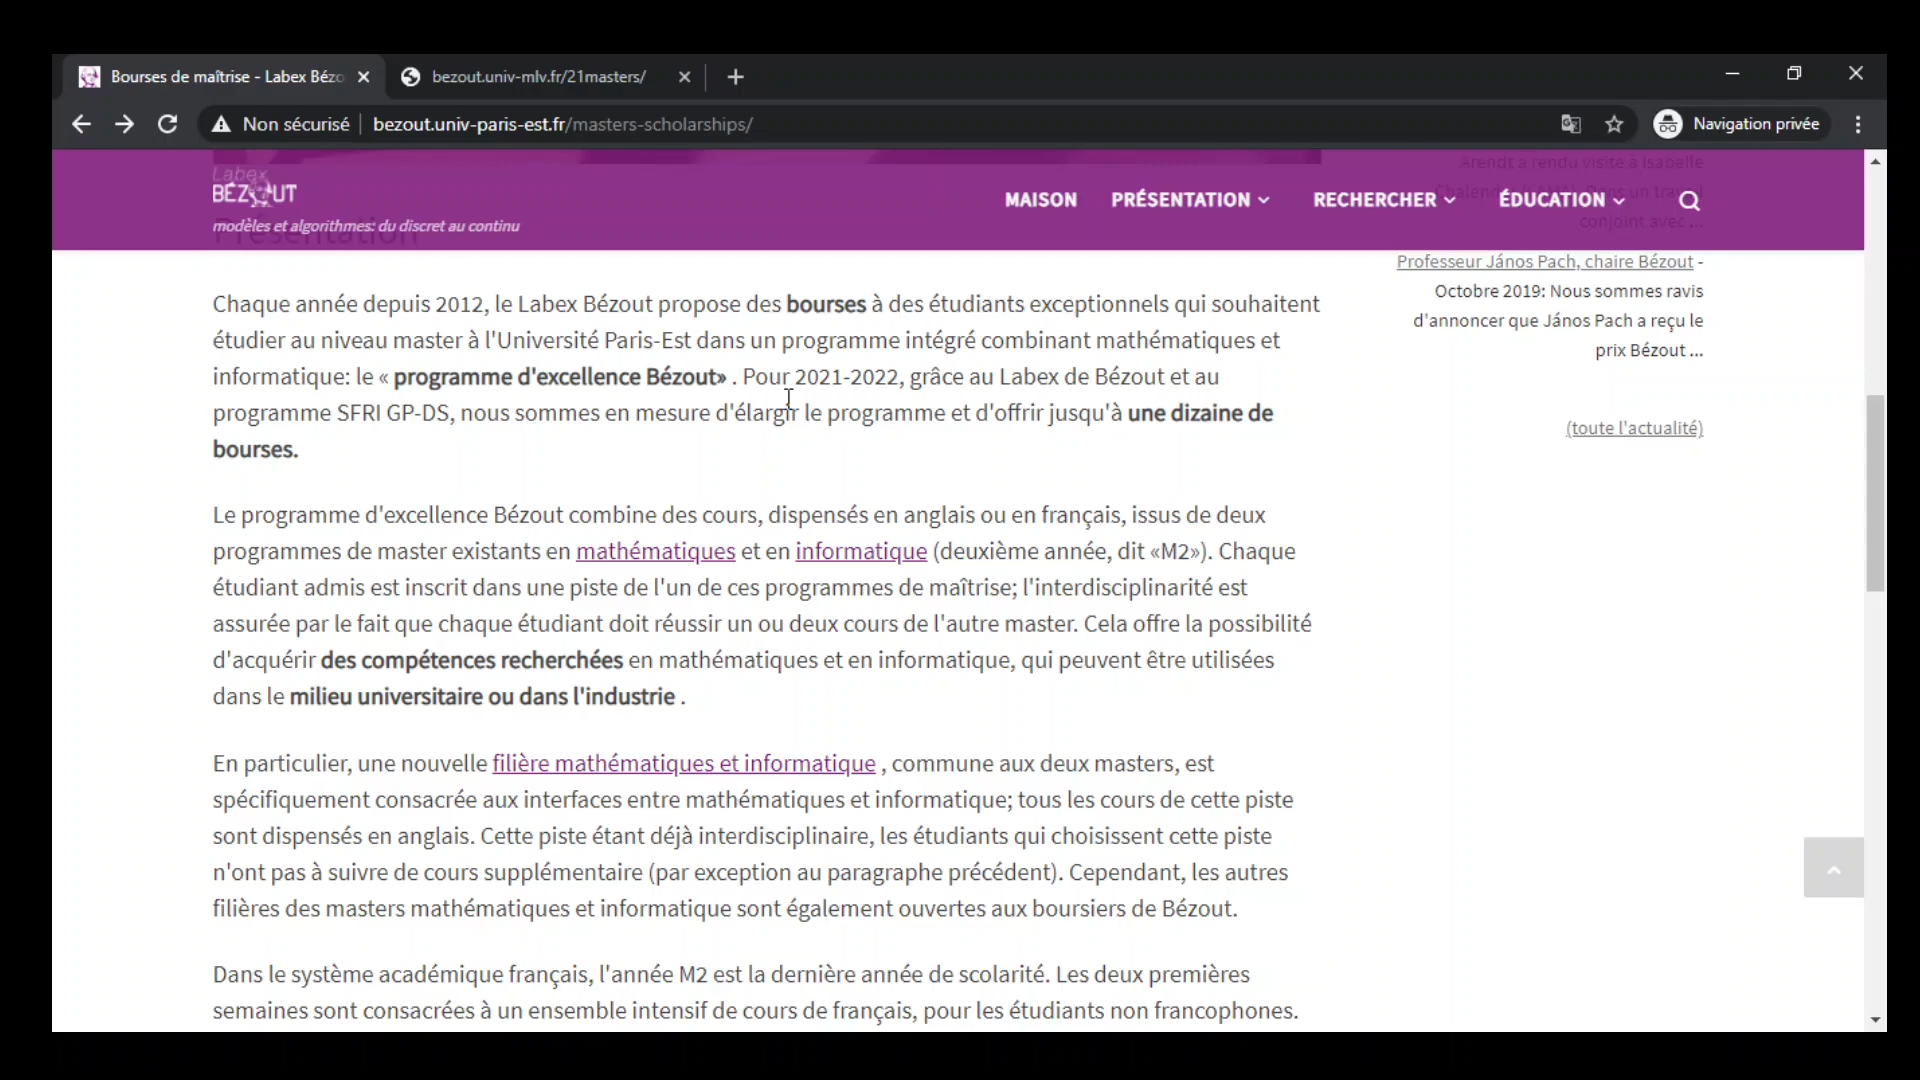 Bourses de maîtrise - Labex Bézo
bezout.univ-mlv.fr/21masters/
Non sécurisé
bezout.univ-paris-est.fr/masters-scholarships/
Navigation privée
Labex
BÉZOUT
modèles et algorithmes: du discret au continu
Présentation
MAISON
PRÉSENTATION
RECHERCHER
ÉDUCATION
Arendt a rendu visite à Isabelle
conjoint avec ...
Professeur János Pach, chaire Bézout -
Octobre 2019: Nous sommes ravis
d'annoncer que János Pach a reçu le
prix Bézout ...
(toute l'actualité)
Chaque année depuis 2012, le Labex Bézout propose des bourses à des étudiants exceptionnels qui souhaitent
étudier au niveau master à l'Université Paris-Est dans un programme intégré combinant mathématiques et
informatique: le « programme d'excellence Bézout» . Pour 2021-2022, grâce au Labex de Bézout et au
programme SFRI GP-DS, nous sommes en mesure d'élargir le programme et d'offrir jusqu'à une dizaine de
bourses.
Le programme d'excellence Bézout combine des cours, dispensés en anglais ou en français, issus de deux
programmes de master existants en mathématiques et en informatique (deuxième année, dit «M2»). Chaque
étudiant admis est inscrit dans une piste de l'un de ces programmes de maîtrise; l'interdisciplinarité est
assurée par le fait que chaque étudiant doit réussir un ou deux cours de l'autre master. Cela offre la possibilité
d'acquérir des compétences recherchées en mathématiques et en informatique, qui peuvent être utilisées
dans le milieu universitaire ou dans l'industrie .
En particulier, une nouvelle filière mathématiques et informatique , commune aux deux masters, est
spécifiquement consacrée aux interfaces entre mathématiques et informatique; tous les cours de cette piste
sont dispensés en anglais. Cette piste étant déjà interdisciplinaire, les étudiants qui choisissent cette piste
n'ont pas à suivre de cours supplémentaire (par exception au paragraphe précédent). Cependant, les autres
filières des masters mathématiques et informatique sont également ouvertes aux boursiers de Bézout.
Dans le système académique français, l'année M2 est la dernière année de scolarité. Les deux premières
semaines sont consacrées à un ensemble intensif de cours de français, pour les étudiants non francophones.